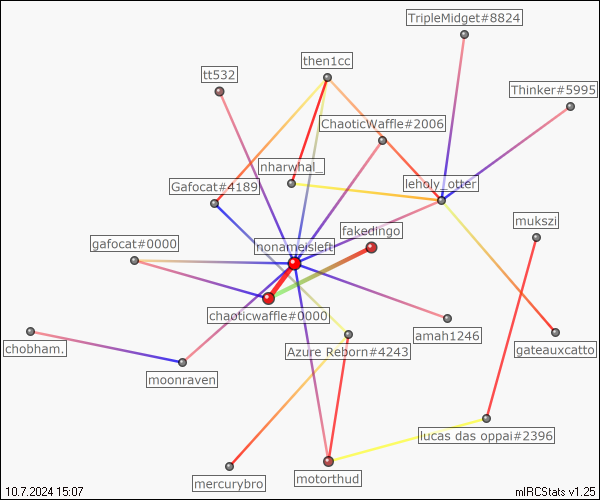 TripleMidget#8824
then1cc
tt532
Thinker#5995
ChaoticWaffle#2006
nharwhal_
Gafocat#4189
leholy_otter
mukszi
fakedingo
gafocat#0000
nonameisleft
chaoticwaffle#0000
amah1246
chobham.
Azure Reborn#4243
gateauxcatto
moonraven
lucas das oppai#2396
motorthud
mercurybro
10.7.2024 15:07
mIRCStats v1.25